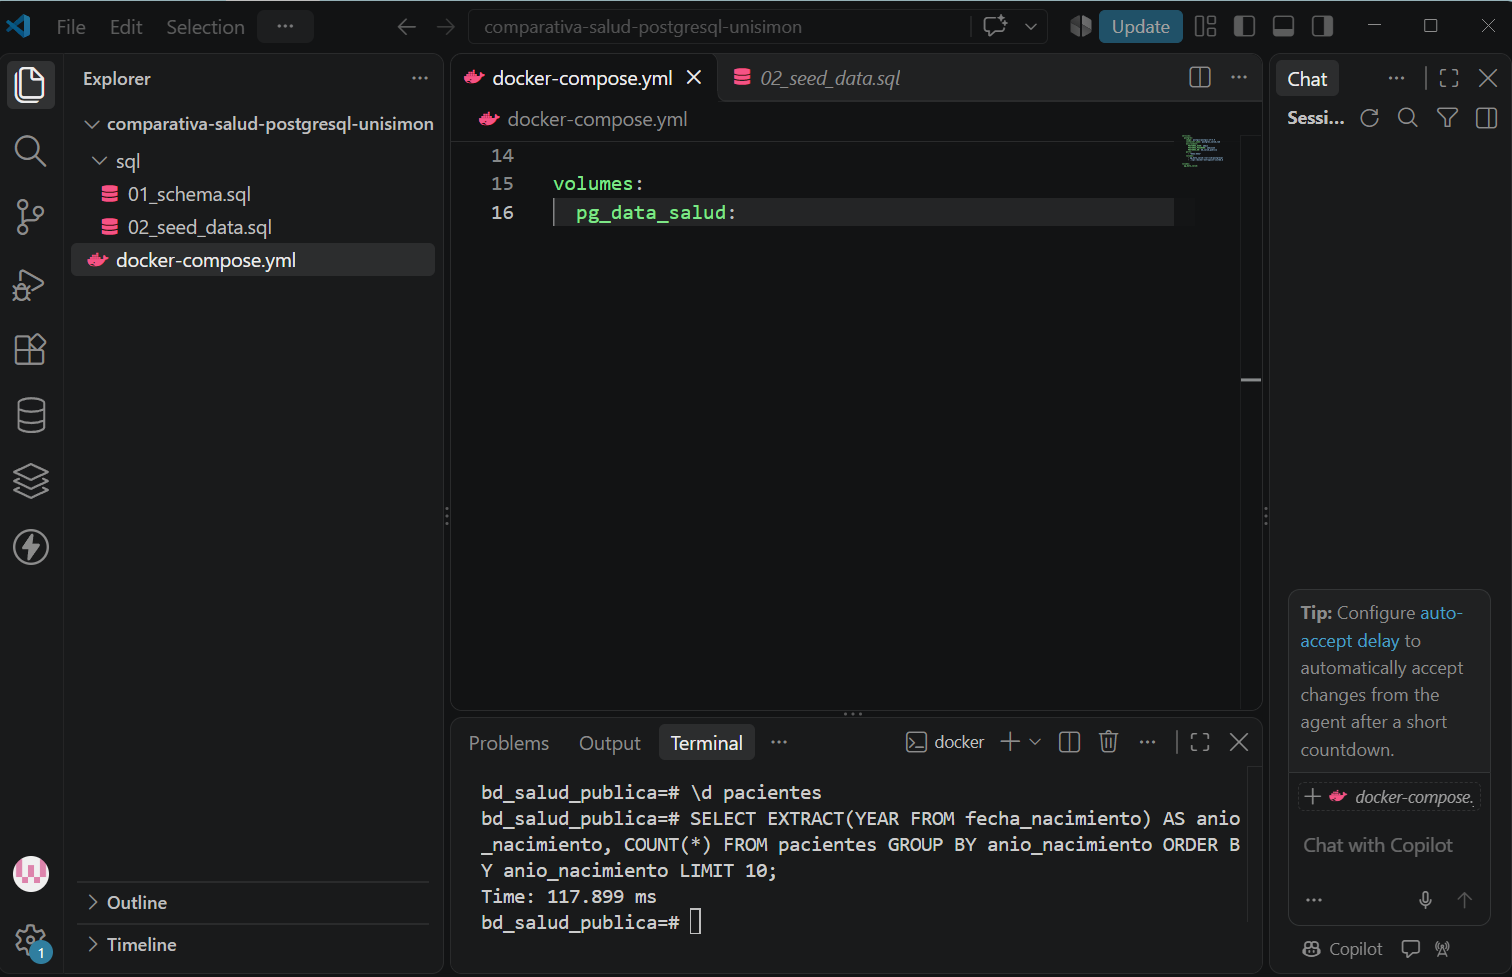 File Edit Selection ···
comparativa-salud-postgresql-unisimon
Update
Explorer
comparativa-salud-postgresql-unisimon
sql
01_schema.sql
02_seed_data.sql
docker-compose.yml
Outline
Timeline
1
docker-compose.yml
02_seed_data.sql
docker-compose.yml
14
15 volumes:
16 pg_data_salud:
Problems Output Terminal ···
docker
bd_salud_publica=# \d pacientes
bd_salud_publica=# SELECT EXTRACT(YEAR FROM fecha_nacimiento) AS anio
_nacimiento, COUNT(*) FROM pacientes GROUP BY anio_nacimiento ORDER B
Y anio_nacimiento LIMIT 10;
Time: 117.899 ms
bd_salud_publica=#
Chat
Sessi...
Tip: Configure auto-
accept delay to
automatically accept
changes from the
agent after a short
countdown.
docker-compose.
Chat with Copilot
Copilot